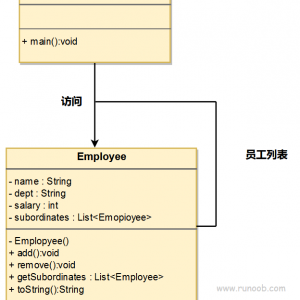 + main():void
访问
员工列表
Employee
- name : String
- dept : String
- salary : int
- subordinates : List<Emopioyee>
- Emplopyee()
+ add():void
+ remove():void
+ getSubordinates : List<Employee>
+ toString():String
www.runoob.com